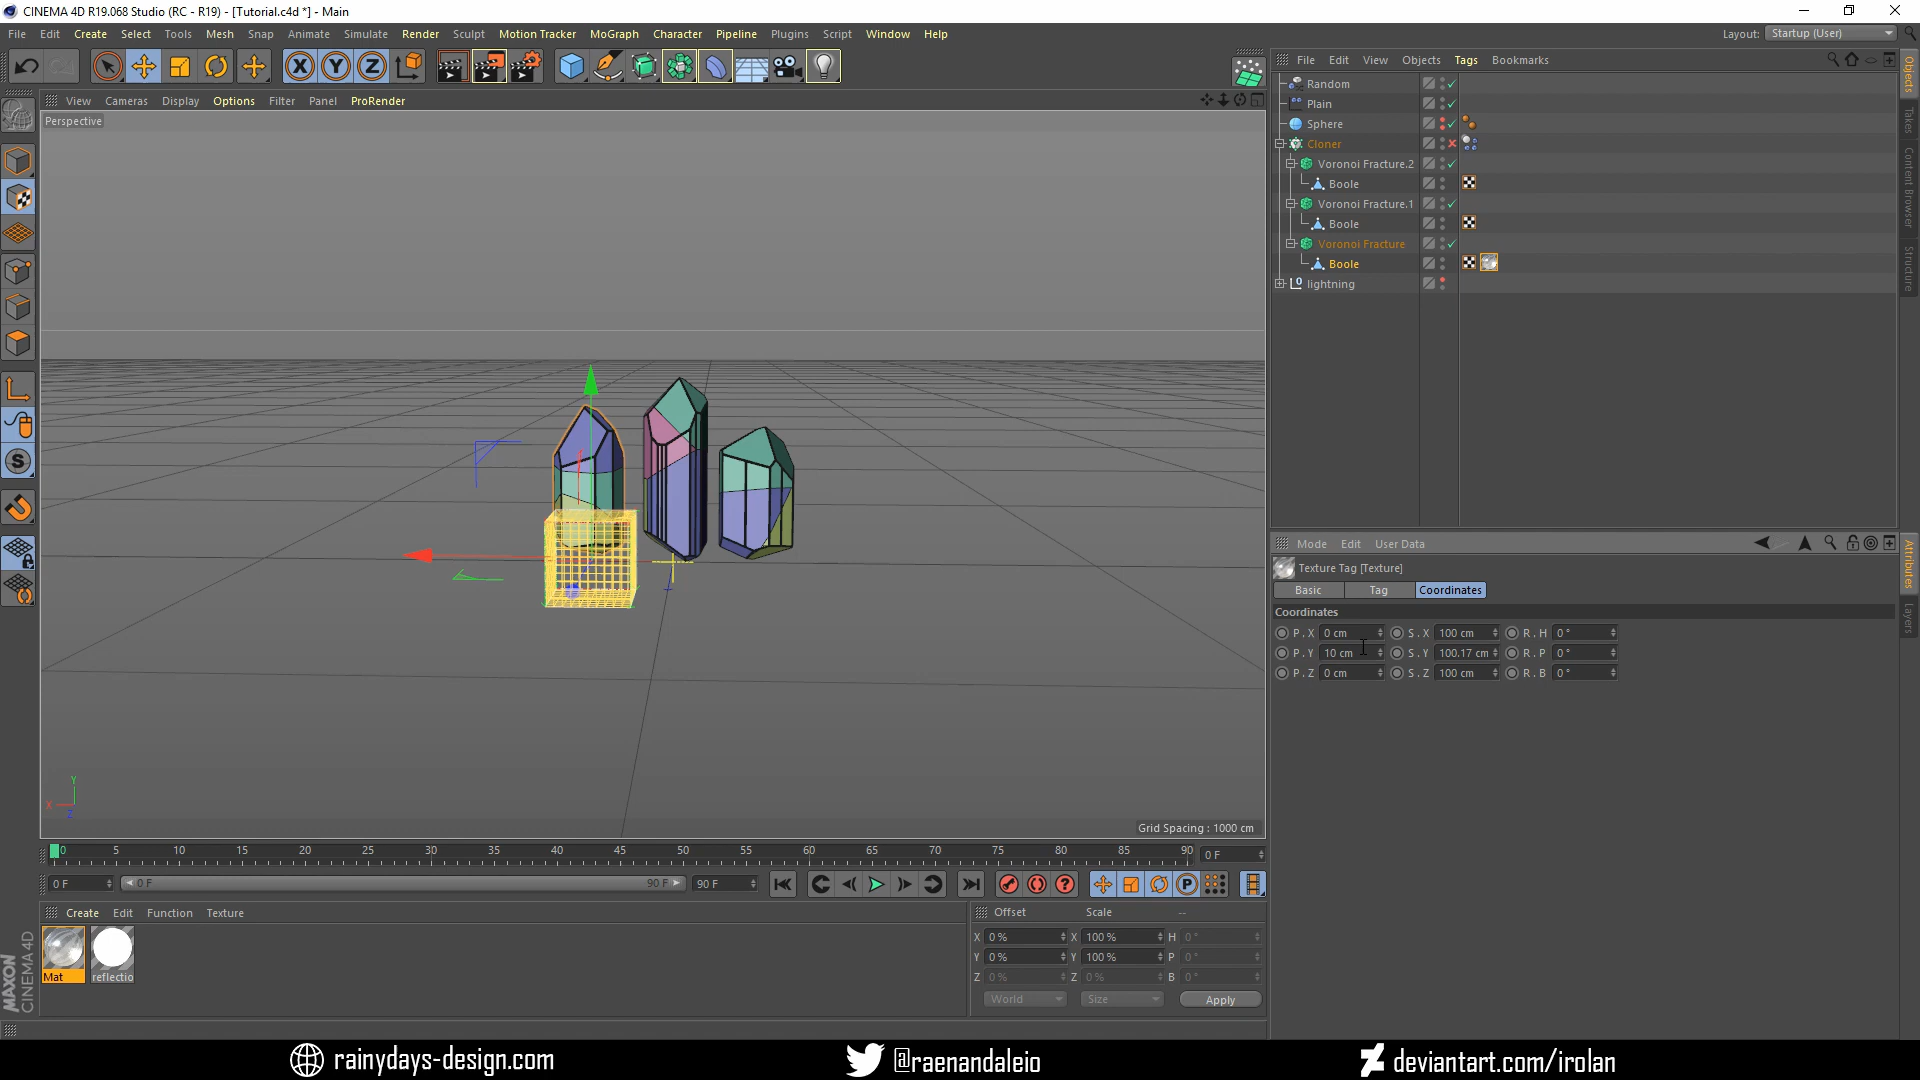 CINEMA 4D R19.068 Studio (RC - R19) - [Tutorial.c4d *] - Main
File Edit Create Select Tools Mesh Snap Animate Simulate Render Sculpt Motion Tracker MoGraph Character Pipeline Plugins Script Window Help
Layout: Startup (User)
X Y Z
File Edit View Objects Tags Bookmarks
View Cameras Display Options Filter Panel ProRender
Perspective
Random
Plain
Sphere
Cloner
Voronoi Fracture.2
Boole
Voronoi Fracture.1
Boole
Voronoi Fracture
Boole
lightning
Objects
Takes
Content Browser
Structure
S
Y
X
Z
Grid Spacing : 1000 cm
Mode Edit User Data
Texture Tag [Texture]
Basic Tag Coordinates
Coordinates
P . X 0 cm S . X 100 cm R . H 0 °
P . Y 10 cm S . Y 100.17 cm R . P 0 °
P . Z 0 cm S . Z 100 cm R . B 0 °
Attributes
Layers
0 5 10 15 20 25 30 35 40 45 50 55 60 65 70 75 80 85 90 0 F
0 F 0 F 90 F 90 F
P
Create Edit Function Texture
Mat
reflectio
Offset Scale --
X 0 % X 100 % H 0 °
Y 0 % Y 100 % P 0 °
Z 0 % Z 0 % B 0 °
World Size Apply
MAXON
CINEMA 4D
rainydays-design.com
@raenandaleio
deviantart.com/irolan